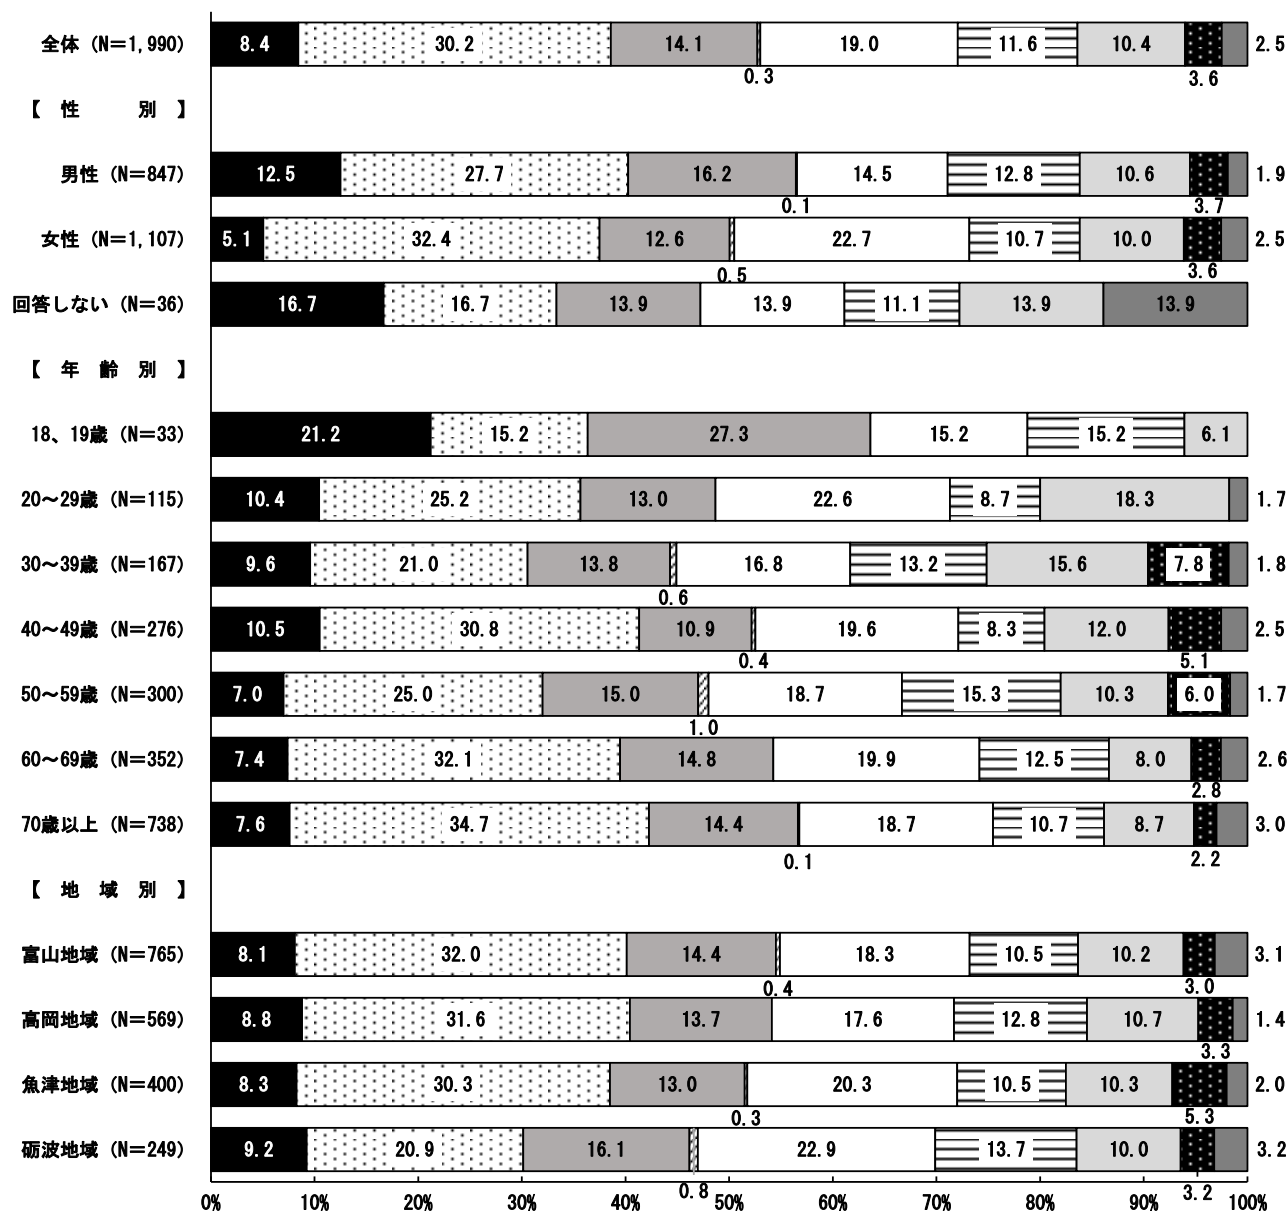 全体（N＝1,990） 8.4 30.2 14.1 19.0 11.6 10.4 2.5
0.3 3.6
【 性 別 】
男性（N＝847） 12.5 27.7 16.2 14.5 12.8 10.6 1.9
0.1 3.7
女性（N＝1,107） 5.1 32.4 12.6 22.7 10.7 10.0 2.5
0.5 3.6
回答しない（N＝36） 16.7 16.7 13.9 13.9 11.1 13.9 13.9
【 年 齢 別 】
18、19歳（N＝33） 21.2 15.2 27.3 15.2 15.2 6.1
20～29歳（N＝115） 10.4 25.2 13.0 22.6 8.7 18.3 1.7
30～39歳（N＝167） 9.6 21.0 13.8 16.8 13.2 15.6 7.8 1.8
0.6
40～49歳（N＝276） 10.5 30.8 10.9 19.6 8.3 12.0 2.5
0.4 5.1
50～59歳（N＝300） 7.0 25.0 15.0 18.7 15.3 10.3 6.0 1.7
1.0
60～69歳（N＝352） 7.4 32.1 14.8 19.9 12.5 8.0 2.6
2.8
70歳以上（N＝738） 7.6 34.7 14.4 18.7 10.7 8.7 3.0
0.1 2.2
【 地 域 別 】
富山地域（N＝765） 8.1 32.0 14.4 18.3 10.5 10.2 3.1
0.4 3.0
高岡地域（N＝569） 8.8 31.6 13.7 17.6 12.8 10.7 1.4
3.3
魚津地域（N＝400） 8.3 30.3 13.0 20.3 10.5 10.3 2.0
0.3 5.3
砺波地域（N＝249） 9.2 20.9 16.1 22.9 13.7 10.0 3.2
0.8 3.2
0% 10% 20% 30% 40% 50% 60% 70% 80% 90% 100%